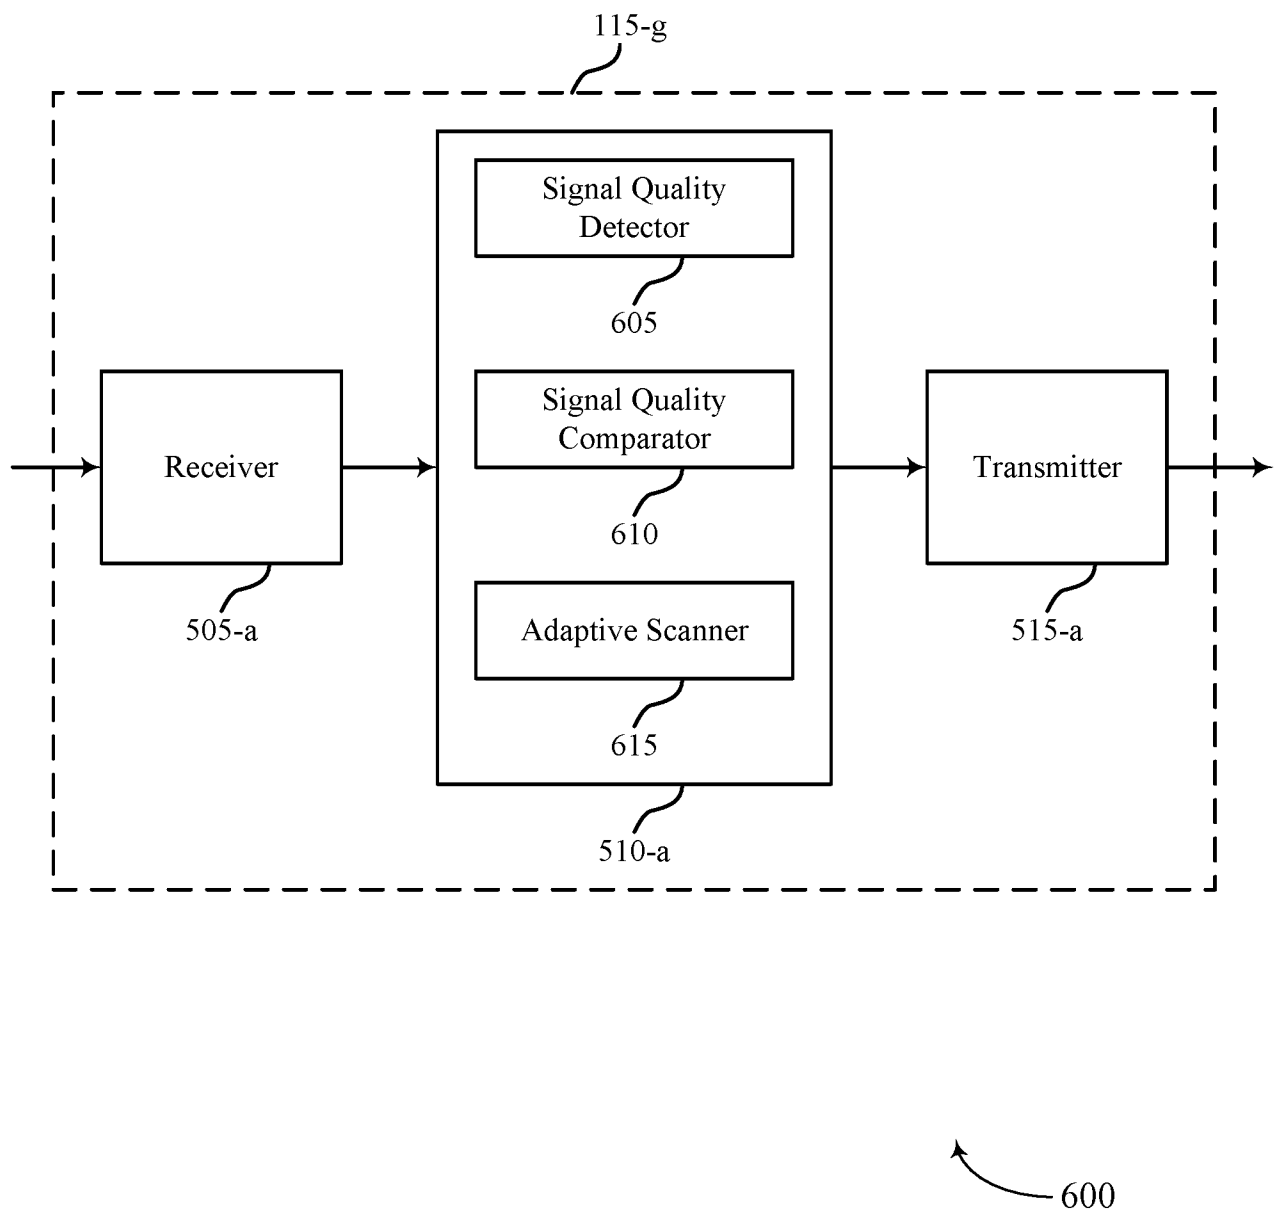 115-g
Signal Quality
Detector
605
Signal Quality
Comparator
610
Receiver
505-a
Transmitter
515-a
Adaptive Scanner
615
510-a
600